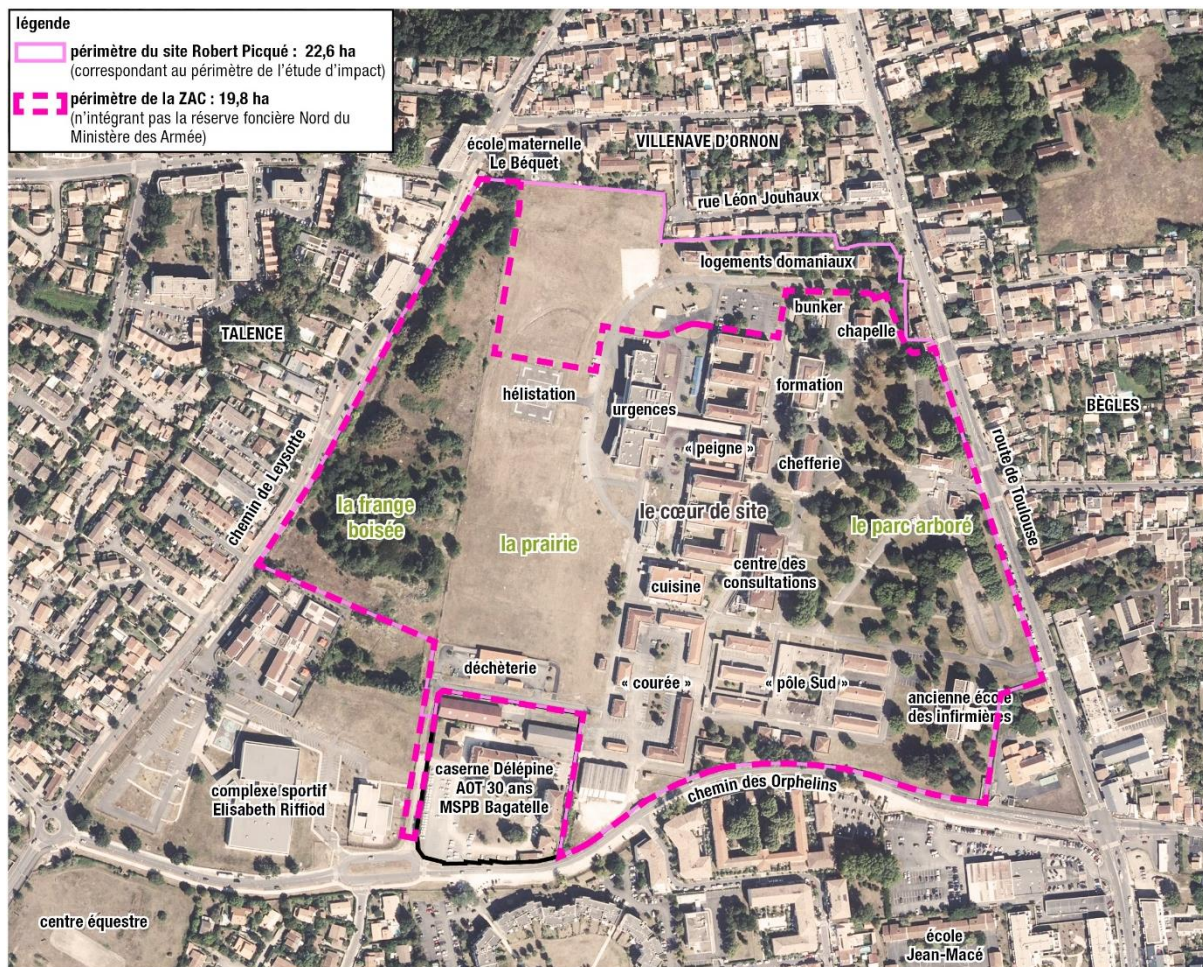 légende
périmètre du site Robert Picqué : 22,6 ha
(correspondant au périmètre de l'étude d'impact)
périmètre de la ZAC : 19,8 ha
(n'intégrant pas la réserve foncière Nord du
Ministère des Armée)
école maternelle
Le Béquet
VILLENAVE D'ORNON
rue Léon Jouhaux
logements domaniaux
bunker
chapelle
TALENCE
hélistation
urgences
formation
BÈGLES
« peigne »
chefferie
chemin de Leysotte
route de Toulouse
la frange
boisée
la prairie
le cœur de site
le parc arboré
cuisine
centre des
consultations
déchèterie
« courée »
« pôle Sud »
ancienne école
des infirmières
caserne Délépine
AOT 30 ans
MSPB Bagatelle
complexe sportif
Elisabeth Riffiod
chemin des Orphelins
centre équestre
école
Jean-Macé